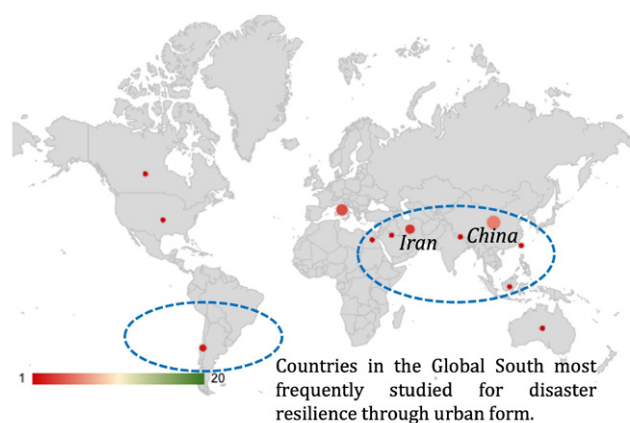 Iran
China
1
20
Countries in the Global South most
frequently studied for disaster
resilience through urban form.